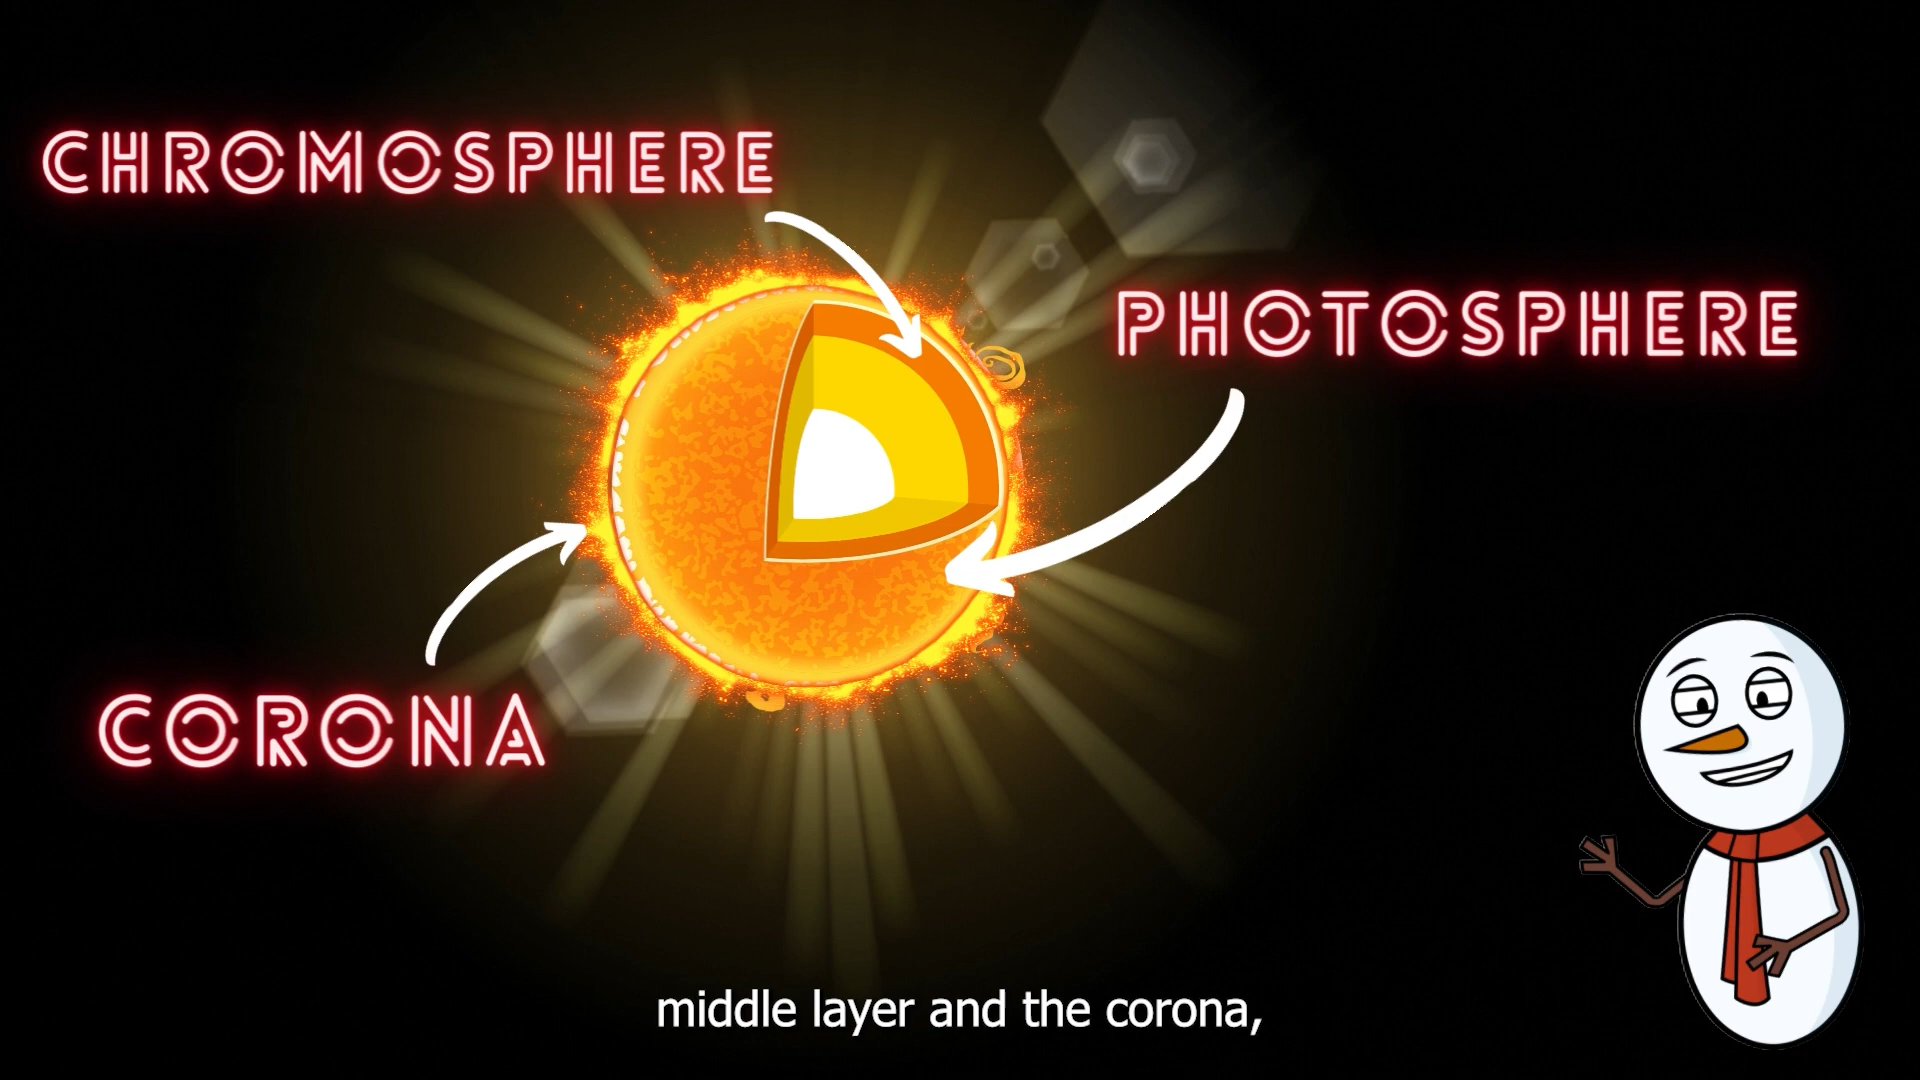 CHROMOSPHERE
PHOTOSPHERE
CORONA
middle layer and the corona,